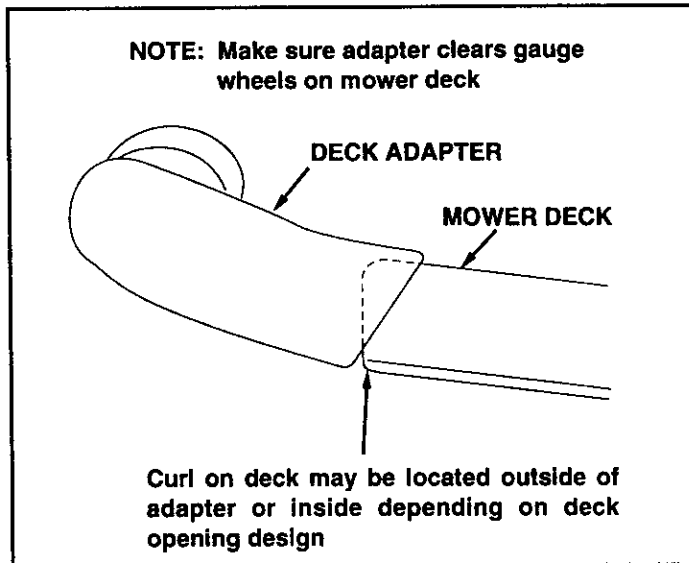 NOTE: Make sure adapter clears gauge
wheels on mower deck
DECK ADAPTER
MOWER DECK
Curl on deck may be located outside of
adapter or inside depending on deck
opening design